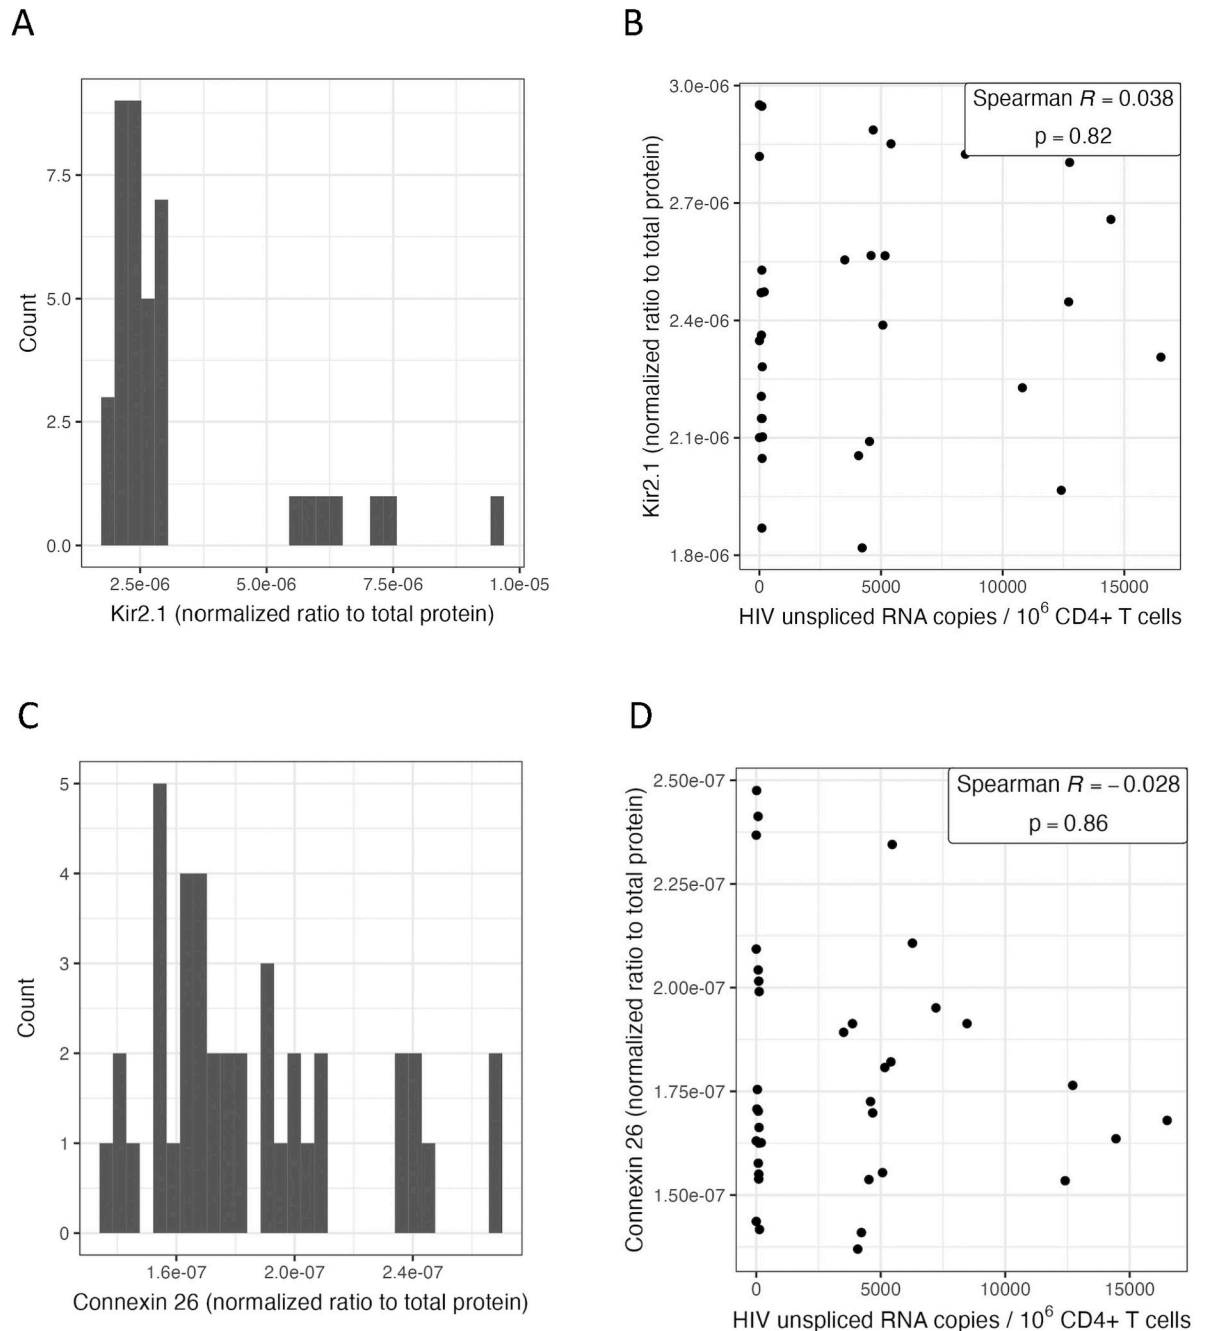 A
Count
7.5
5.0
2.5
0.0
2.5e-06 5.0e-06 7.5e-06 1.0e-05
Kir2.1 (normalized ratio to total protein)
B
Kir2.1 (normalized ratio to total protein)
3.0e-06
2.7e-06
2.4e-06
2.1e-06
1.8e-06
Spearman R = 0.038
p = 0.82
0 5000 10000 15000
HIV unspliced RNA copies / 10⁶ CD4+ T cells
C
Count
5
4
3
2
1
0
1.6e-07 2.0e-07 2.4e-07
Connexin 26 (normalized ratio to total protein)
D
Connexin 26 (normalized ratio to total protein)
2.50e-07
2.25e-07
2.00e-07
1.75e-07
1.50e-07
Spearman R = −0.028
p = 0.86
0 5000 10000 15000
HIV unspliced RNA copies / 10⁶ CD4+ T cells